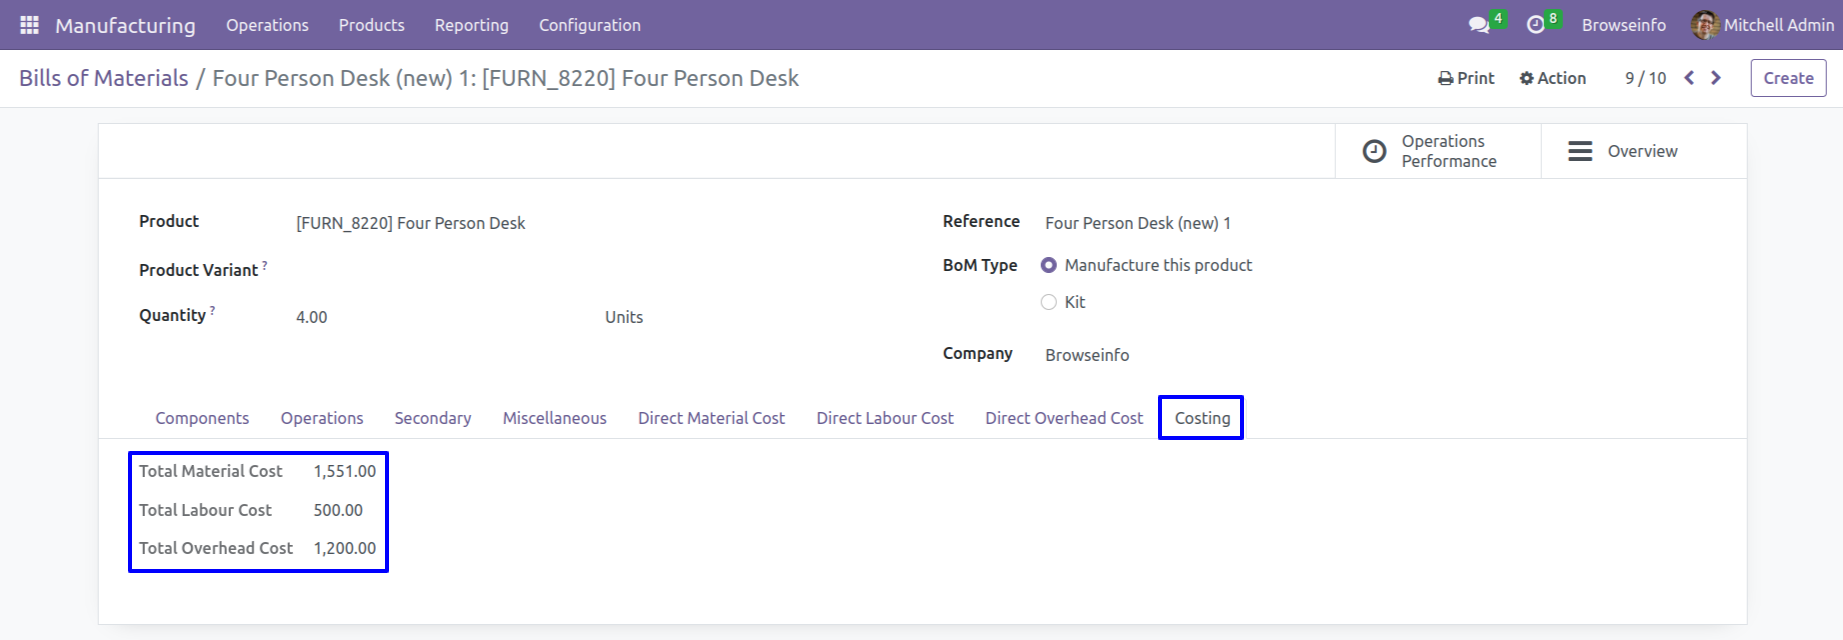 Manufacturing Operations Products Reporting Configuration 4 8 Browseinfo Mitchell Admin
Bills of Materials / Four Person Desk (new) 1: [FURN_8220] Four Person Desk Print Action 9 / 10 Create
Operations Performance
Overview
Product [FURN_8220] Four Person Desk
Product Variant ?
Quantity ? 4.00 Units
Reference Four Person Desk (new) 1
BoM Type Manufacture this product
Kit
Company Browseinfo
Components Operations Secondary Miscellaneous Direct Material Cost Direct Labour Cost Direct Overhead Cost Costing
Total Material Cost 1,551.00
Total Labour Cost 500.00
Total Overhead Cost 1,200.00